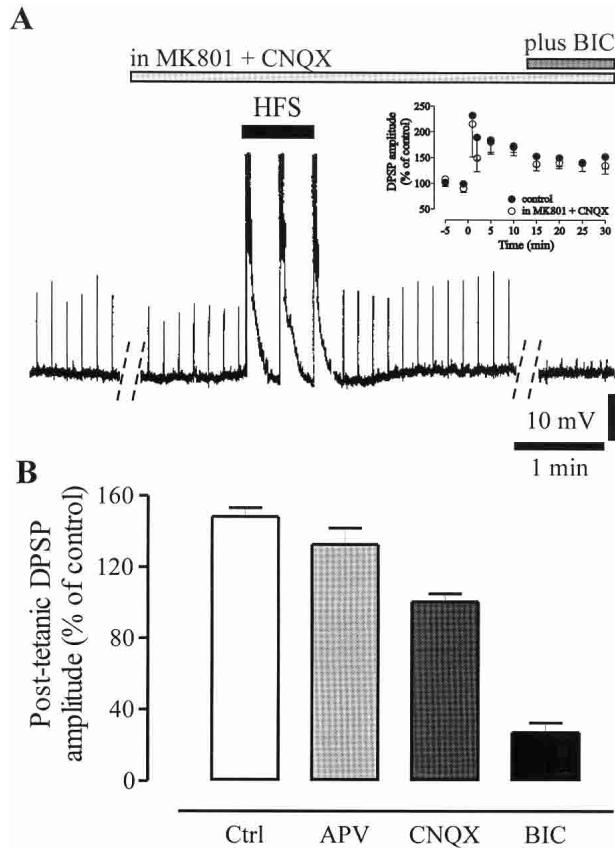 A
plus BIC
in MK801 + CNQX
HFS
DPSP amplitude
(% of control)
250
200
150
100
50
control
in MK801 + CNQX
-5 0 5 10 15 20 25 30
Time (min)
10 mV
1 min
B
Post-tetanic DPSP
amplitude (% of control)
160
120
80
40
0
Ctrl APV CNQX BIC